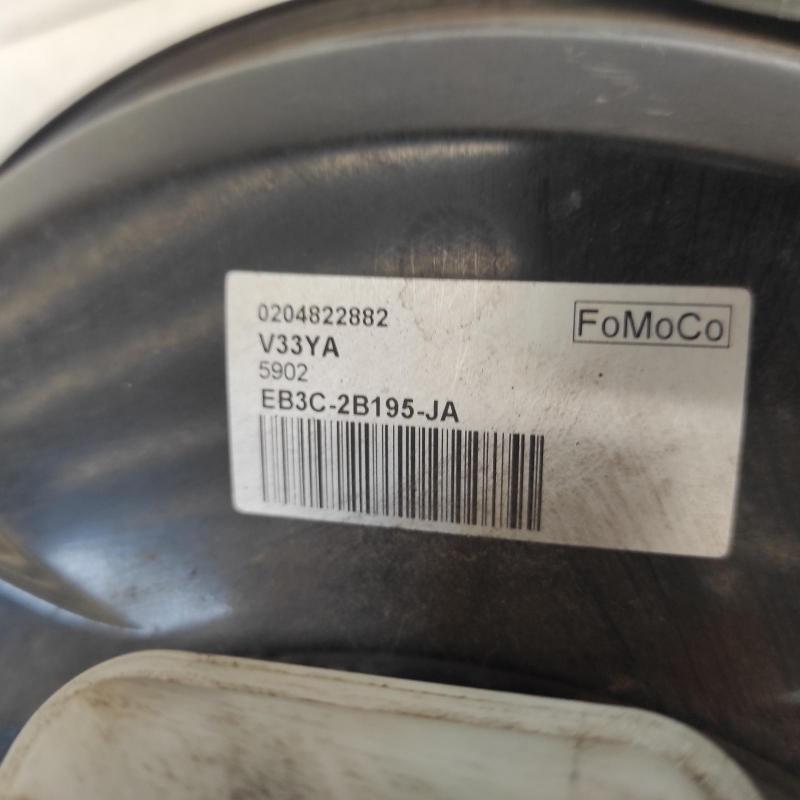 0204822882
FoMoCo
V33YA
5902
EB3C-2B195-JA